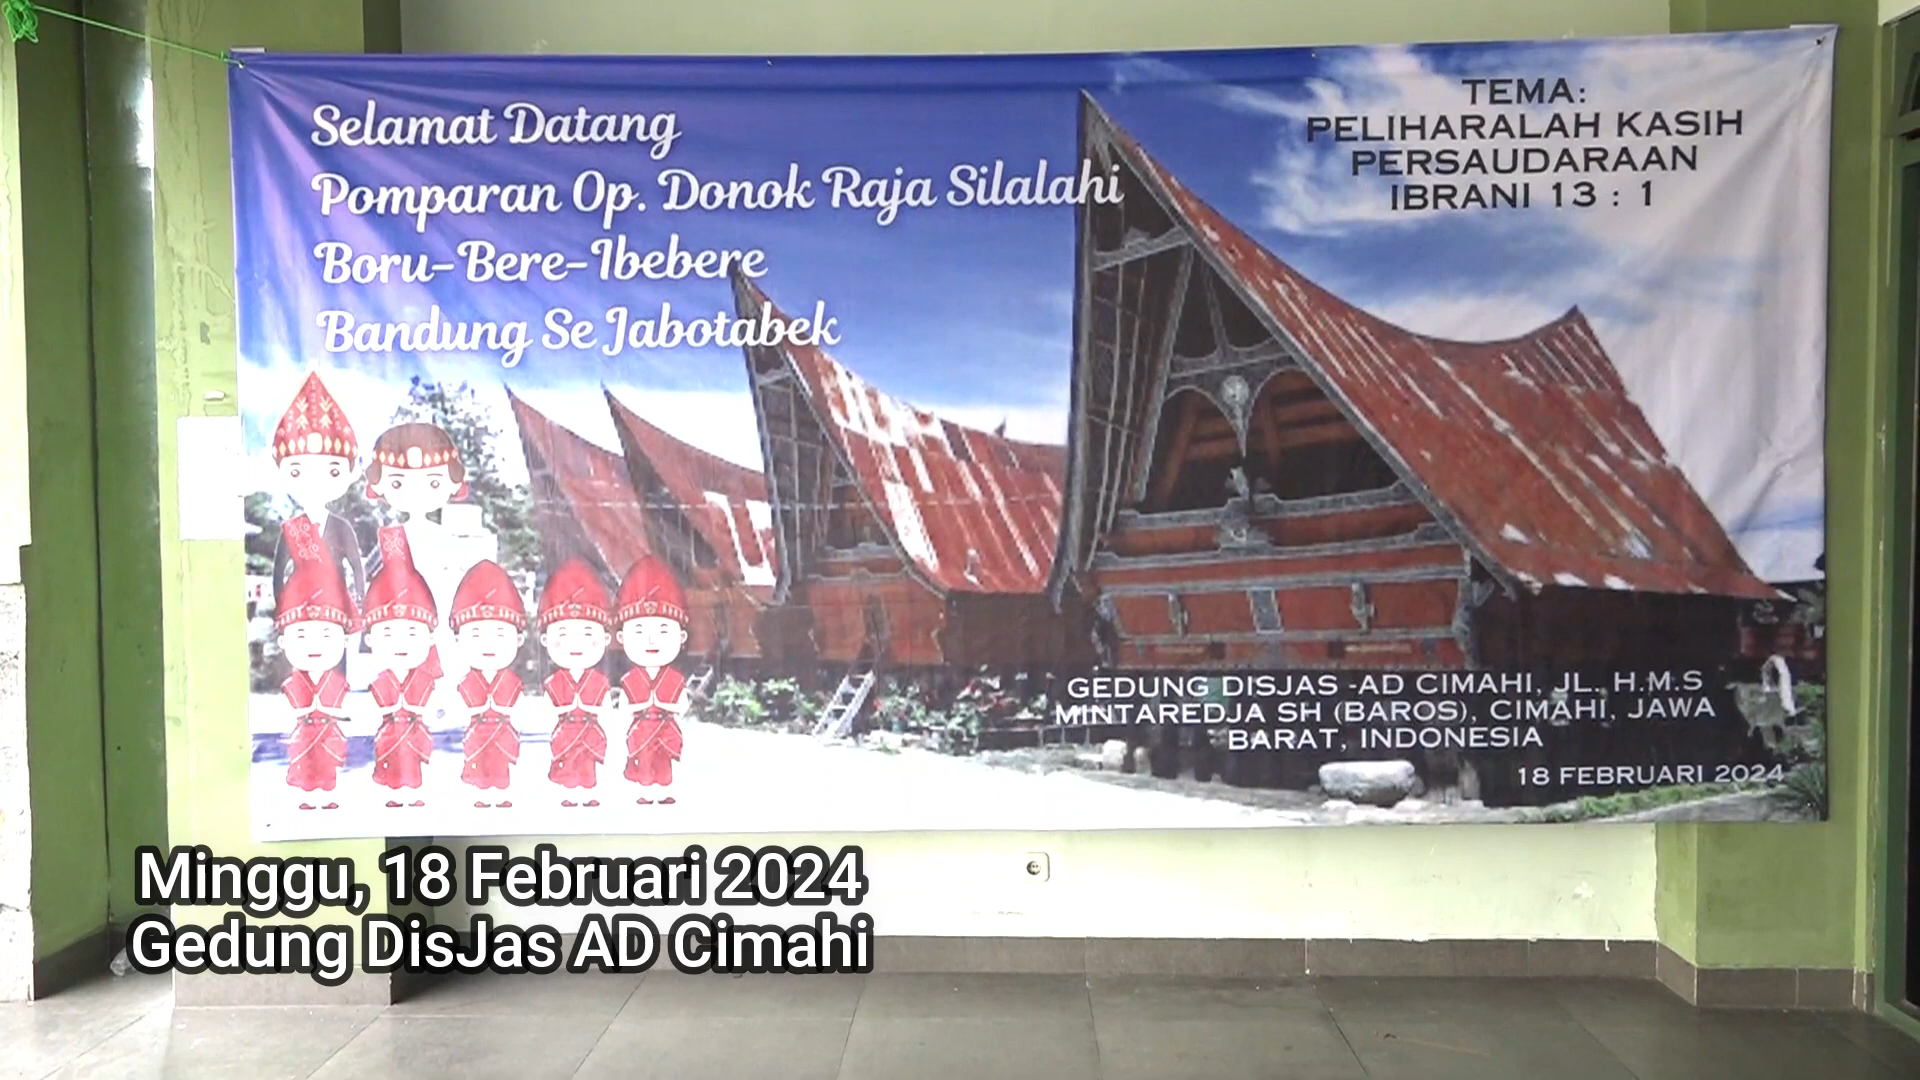 Selamat Datang
Pomparan Op. Donok Raja Silalahi
Boru-Bere-Ibebere
Bandung Se Jabotabek
TEMA:
PELIHARALAH KASIH
PERSAUDARAAN
IBRANI 13 : 1
GEDUNG DISJAS -AD CIMAHI, JL. H.M.S
MINTAREDJA SH (BAROS), CIMAHI, JAWA
BARAT, INDONESIA
18 FEBRUARI 2024
Minggu, 18 Februari 2024
Gedung DisJas AD Cimahi